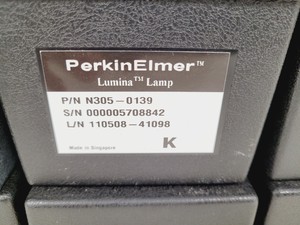 PerkinElmer™
Lumina™ Lamp
P/N N305-0139
S/N 000005708842
L/N 110508-41098
K
Made in Singapore